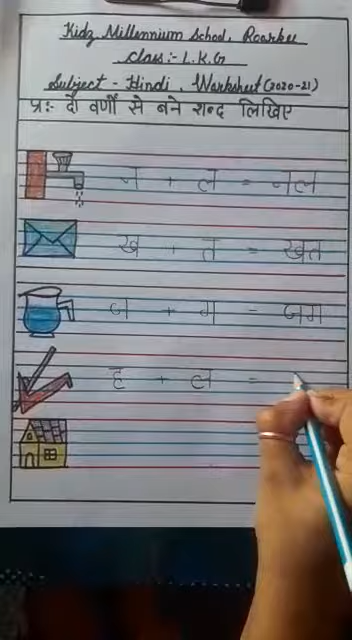 Kidz Millennium School, Roorkee
Class:- L.K.G
Subject - Hindi, Worksheet (2020-21)
प्र:- दो वर्णों से बने शब्द लिखिए
न + ल = नल
ख + त = खत
ज + ग = जग
ह + ल =